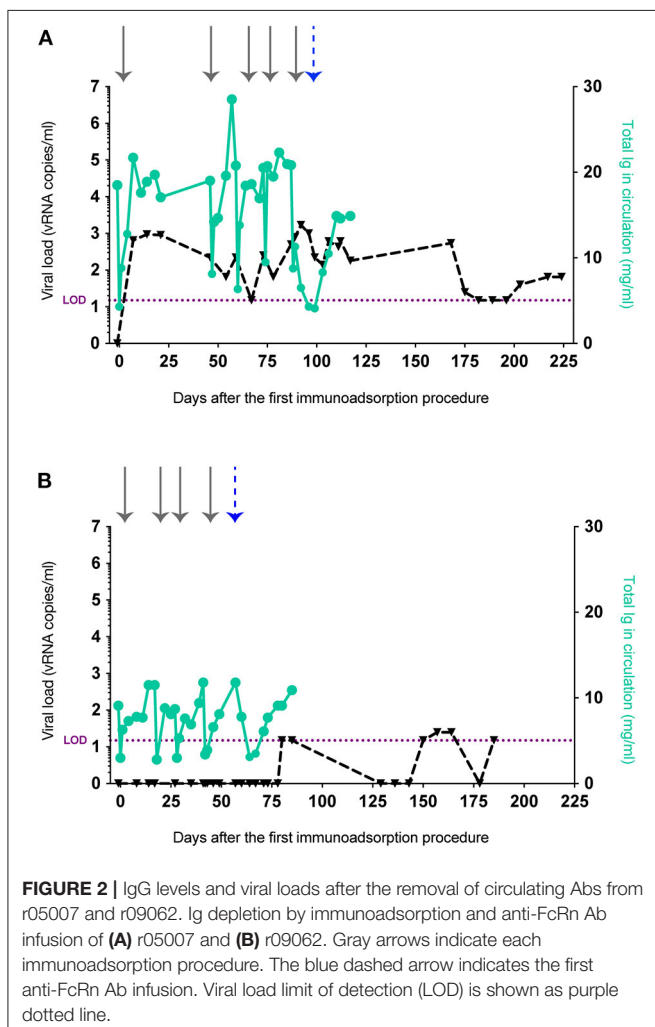 A
Viral load (vRNA copies/ml)
7
6
5
4
3
2
1
0
LOD
30
20
10
0
Total Ig in circulation (mg/ml)
0 25 50 75 100 125 150 175 200 225
Days after the first immunoadsorption procedure
B
Viral load (vRNA copies/ml)
7
6
5
4
3
2
1
0
LOD
30
20
10
0
Total Ig in circulation (mg/ml)
0 25 50 75 100 125 150 175 200 225
Days after the first immunoadsorption procedure
FIGURE 2 | IgG levels and viral loads after the removal of circulating Abs from
r05007 and r09062. Ig depletion by immunoadsorption and anti-FcRn Ab
infusion of (A) r05007 and (B) r09062. Gray arrows indicate each
immunoadsorption procedure. The blue dashed arrow indicates the first
anti-FcRn Ab infusion. Viral load limit of detection (LOD) is shown as purple
dotted line.